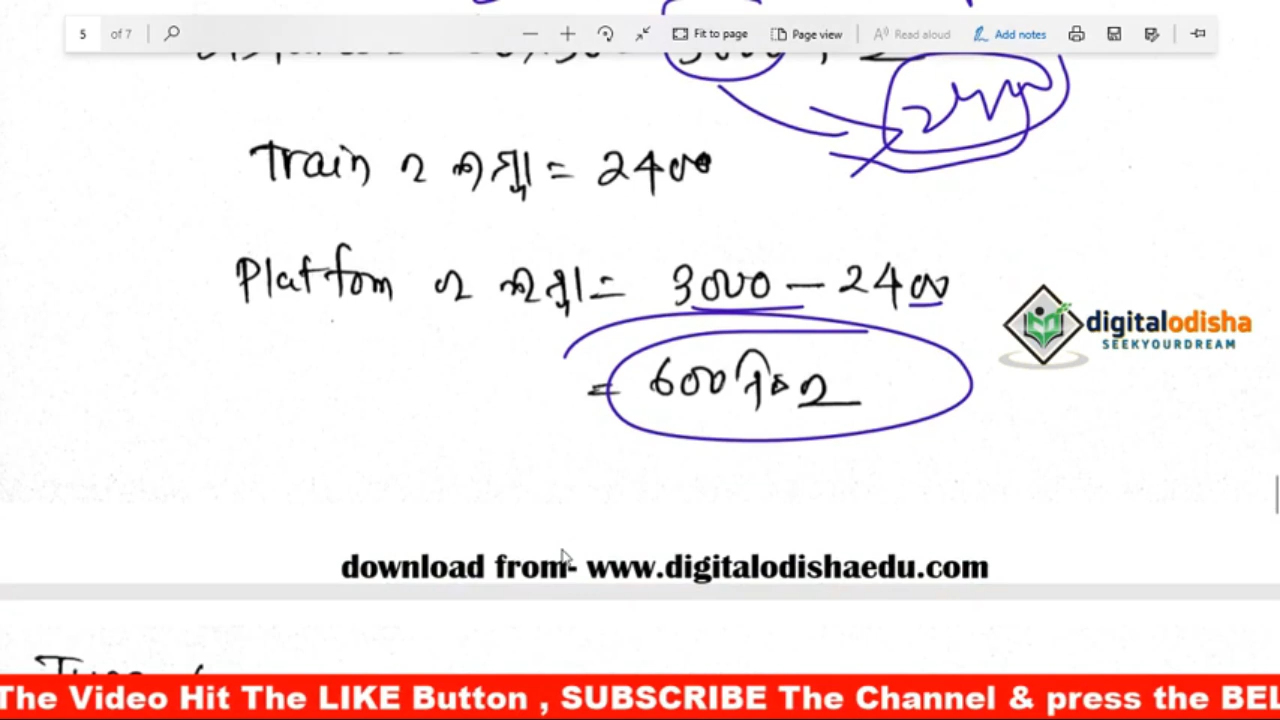 5 of 7 Fit to page Page view Read aloud Add notes
3000
Train ର ଲମ୍ବା = 2400
Platfom ର ଲମ୍ବା = 3000 — 2400
= 600 ମିଟର
digitalodisha
SEEKYOURDREAM
download from- www.digitalodishaedu.com
The Video Hit The LIKE Button , SUBSCRIBE The Channel & press the BEL